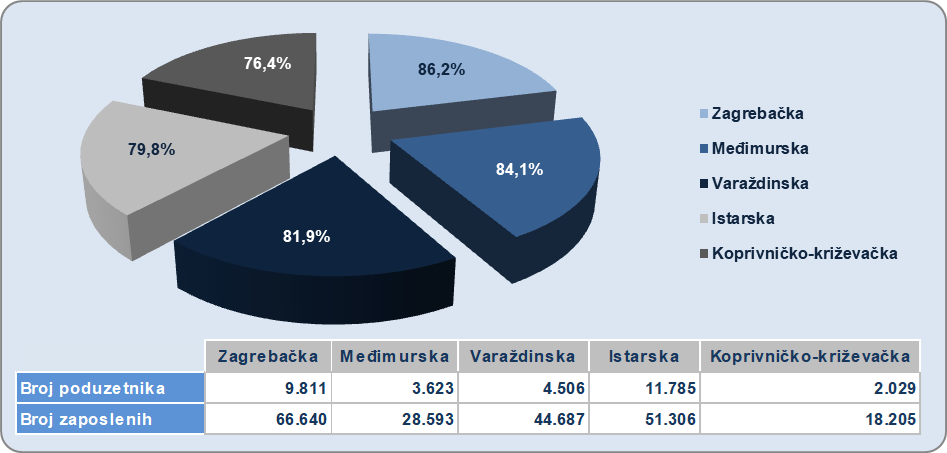 76,4%
86,2%
79,8%
84,1%
81,9%
Zagrebačka
Međimurska
Varaždinska
Istarska
Koprivničko-križevačka
Zagrebačka Međimurska Varaždinska Istarska Koprivničko-križevačka
Broj poduzetnika 9.811 3.623 4.506 11.785 2.029
Broj zaposlenih 66.640 28.593 44.687 51.306 18.205